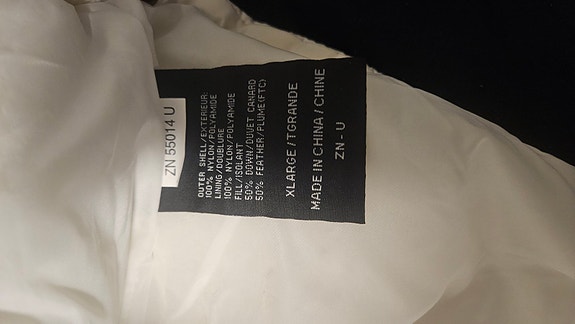 ZN 55014 U
OUTER SHELL/EXTERIEUR:
100% NYLON/POLYAMIDE
LINING/DOUBLURE
100% NYLON/POLYAMIDE
FILL/ISOLANT
50% DOWN/DUVET CANARD
50% FEATHER/PLUME(FTC)
XLARGE/TGRANDE
MADE IN CHINA / CHINE
ZN - U